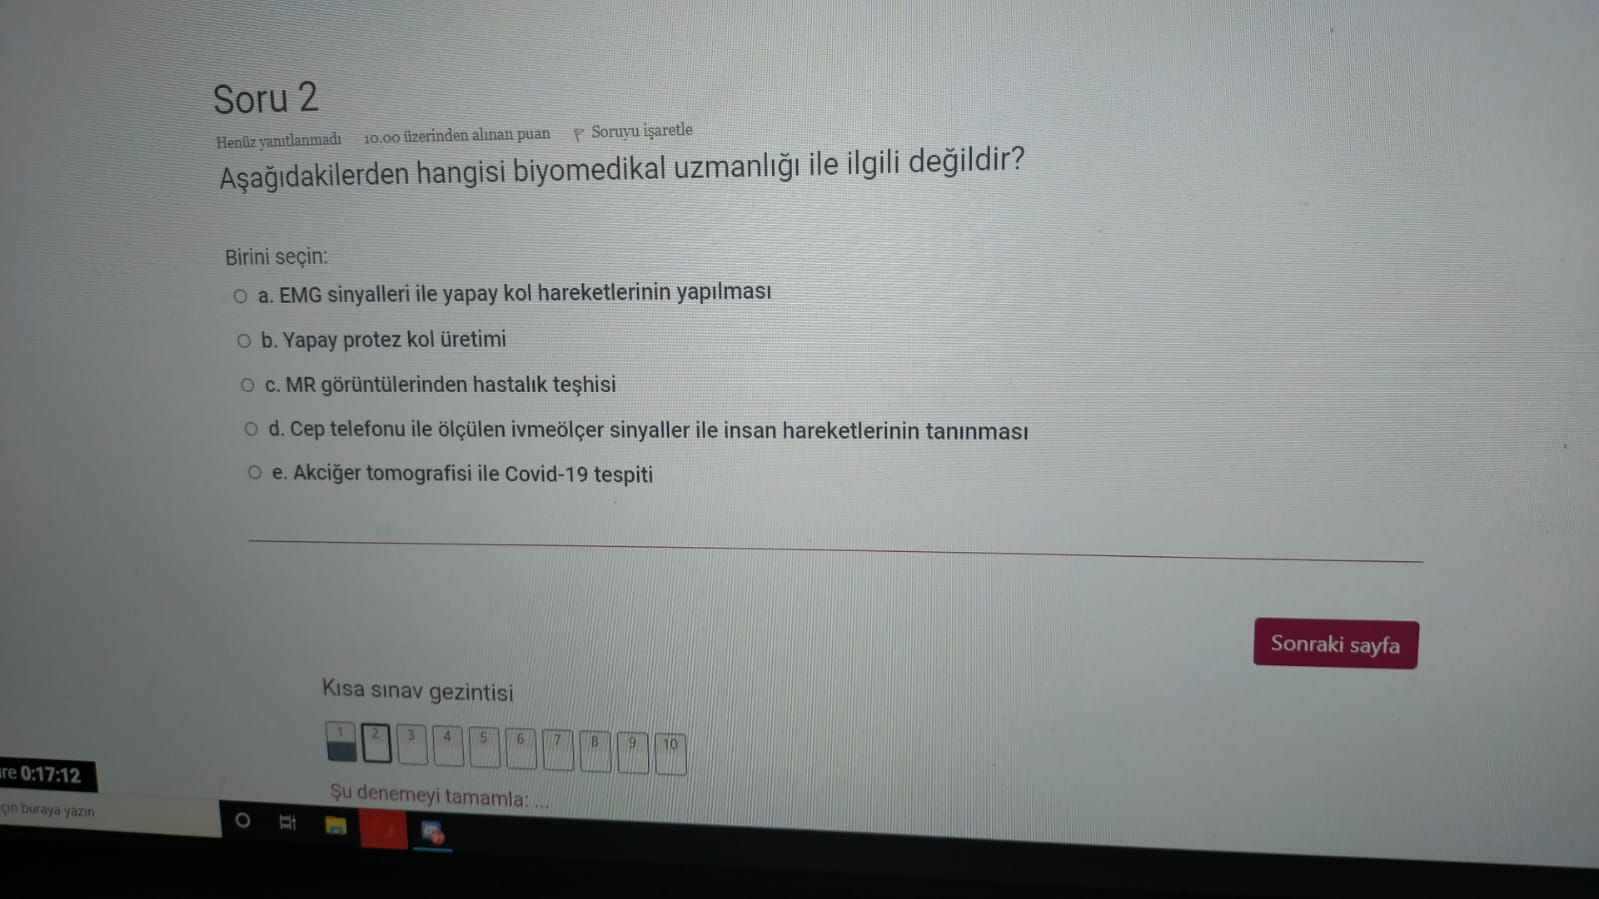 Soru 2
Henüz yanıtlanmadı 10.00 üzerinden alınan puan Soruyu işaretle
Aşağıdakilerden hangisi biyomedikal uzmanlığı ile ilgili değildir?
Birini seçin:
a. EMG sinyalleri ile yapay kol hareketlerinin yapılması
b. Yapay protez kol üretimi
c. MR görüntülerinden hastalık teşhisi
d. Cep telefonu ile ölçülen ivmeölçer sinyaller ile insan hareketlerinin tanınması
e. Akciğer tomografisi ile Covid-19 tespiti
Sonraki sayfa
Kısa sınav gezintisi
1 2 3 4 5 6 7 8 9 10
Şu denemeyi tamamla: ...
re 0:17:12
çin buraya yazın